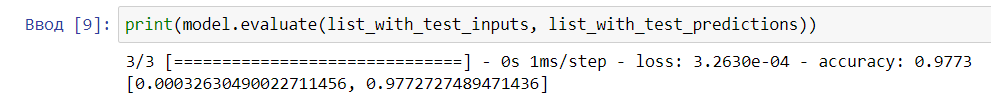 Ввод [9]: print(model.evaluate(list_with_test_inputs, list_with_test_predictions))
3/3 [==============================] - 0s 1ms/step - loss: 3.2630e-04 - accuracy: 0.9773
[0.00032630490022711456, 0.9772727489471436]